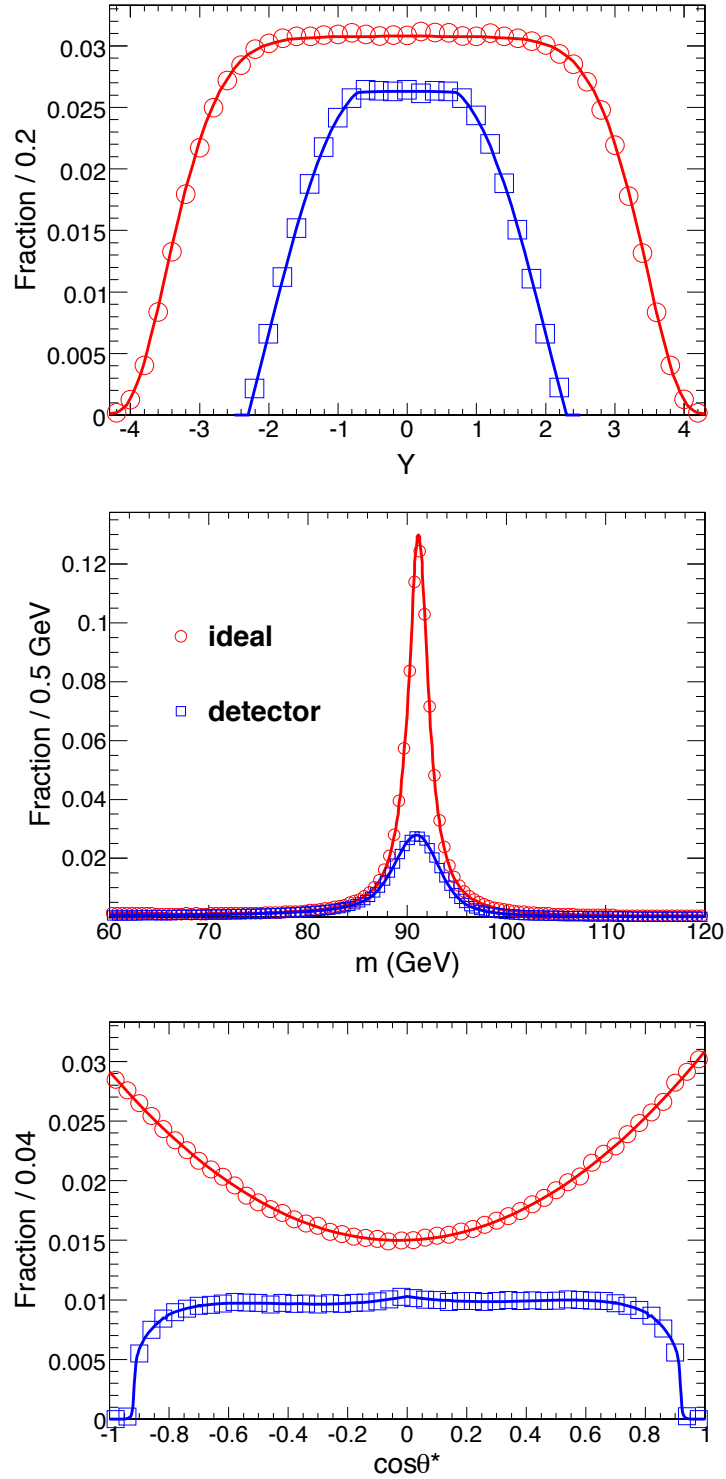 Fraction / 0.2
0.03
0.025
0.02
0.015
0.01
0.005
0
-4 -3 -2 -1 0 1 2 3 4
Y
Fraction / 0.5 GeV
0.12
0.1
0.08
0.06
0.04
0.02
ideal
detector
60 70 80 90 100 110 120
m (GeV)
Fraction / 0.04
0.03
0.025
0.02
0.015
0.01
0.005
0
-1 -0.8 -0.6 -0.4 -0.2 0 0.2 0.4 0.6 0.8 1
cosθ*